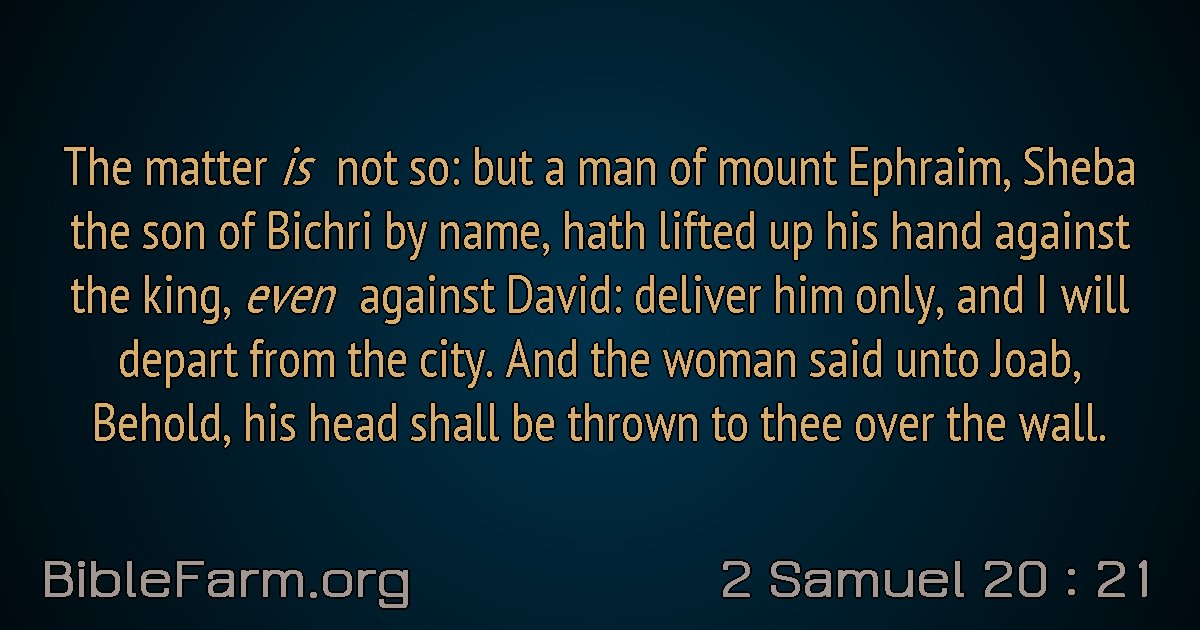 The matter is not so: but a man of mount Ephraim, Sheba
the son of Bichri by name, hath lifted up his hand against
the king, even against David: deliver him only, and I will
depart from the city. And the woman said unto Joab,
Behold, his head shall be thrown to thee over the wall.
BibleFarm.org
2 Samuel 20 : 21